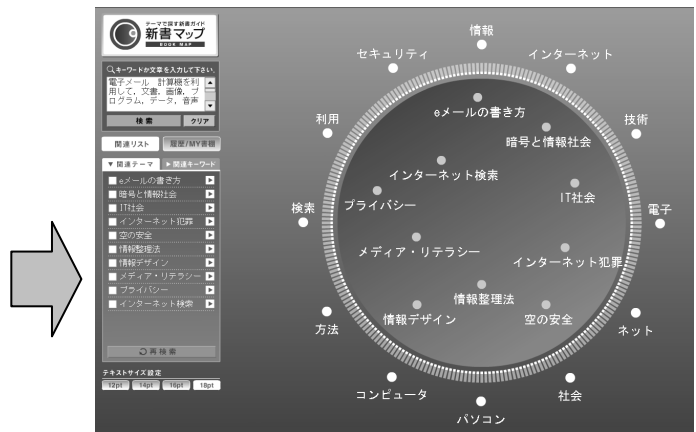 テーマで探す新書ガイド
新書マップ
BOOK MAP
キーワードか文章を入力して下さい。
電子メール 計算機を利
用して，文書，画像，プ
ログラム，データ，音声
検索 クリア
関連リスト 履歴/MY書棚
▼関連テーマ ▶関連キーワード
eメールの書き方
暗号と情報社会
IT社会
インターネット犯罪
空の安全
情報整理法
情報デザイン
メディア・リテラシー
プライバシー
インターネット検索
再検索
テキストサイズ設定
12pt 14pt 16pt 18pt
情報
セキュリティ インターネット
利用 技術
検索 電子
方法 ネット
コンピュータ 社会
パソコン
eメールの書き方
暗号と情報社会
インターネット検索
プライバシー IT社会
メディア・リテラシー インターネット犯罪
情報整理法
情報デザイン 空の安全